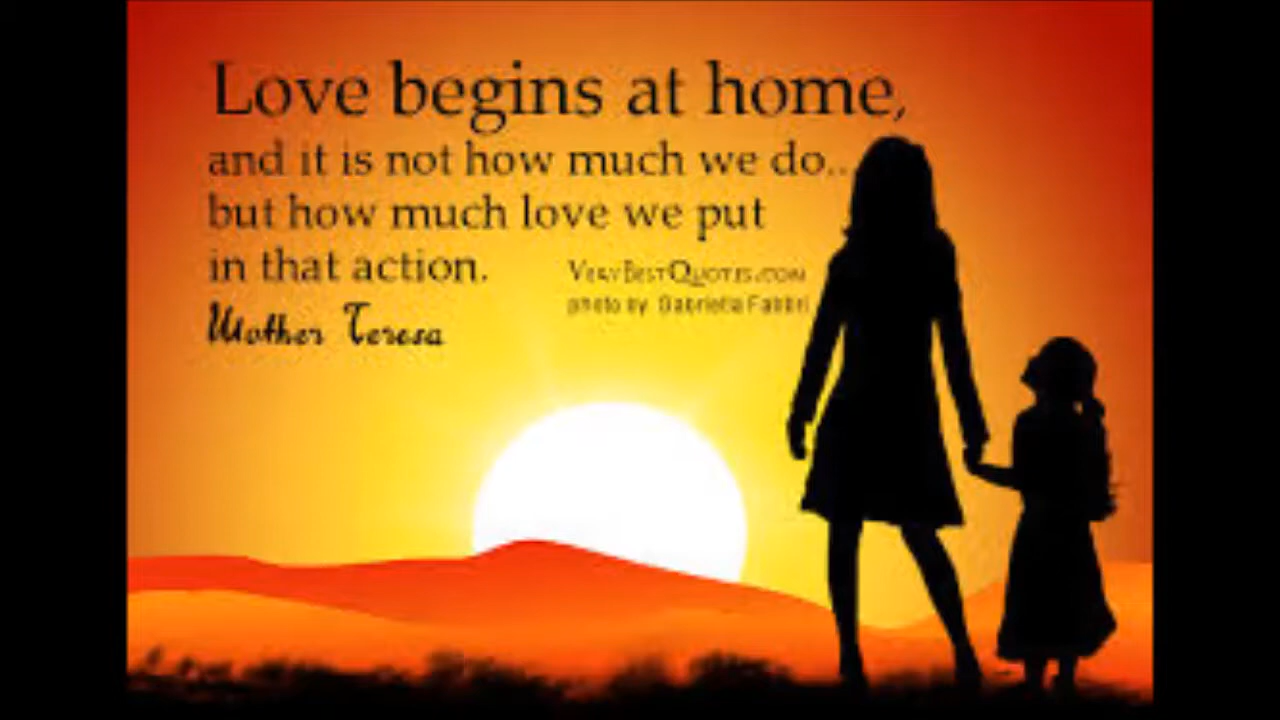 Love begins at home,
and it is not how much we do..
but how much love we put
in that action.
VERYBESTQUOTES.COM
photo by Gabriella Fabbri
Mother Teresa